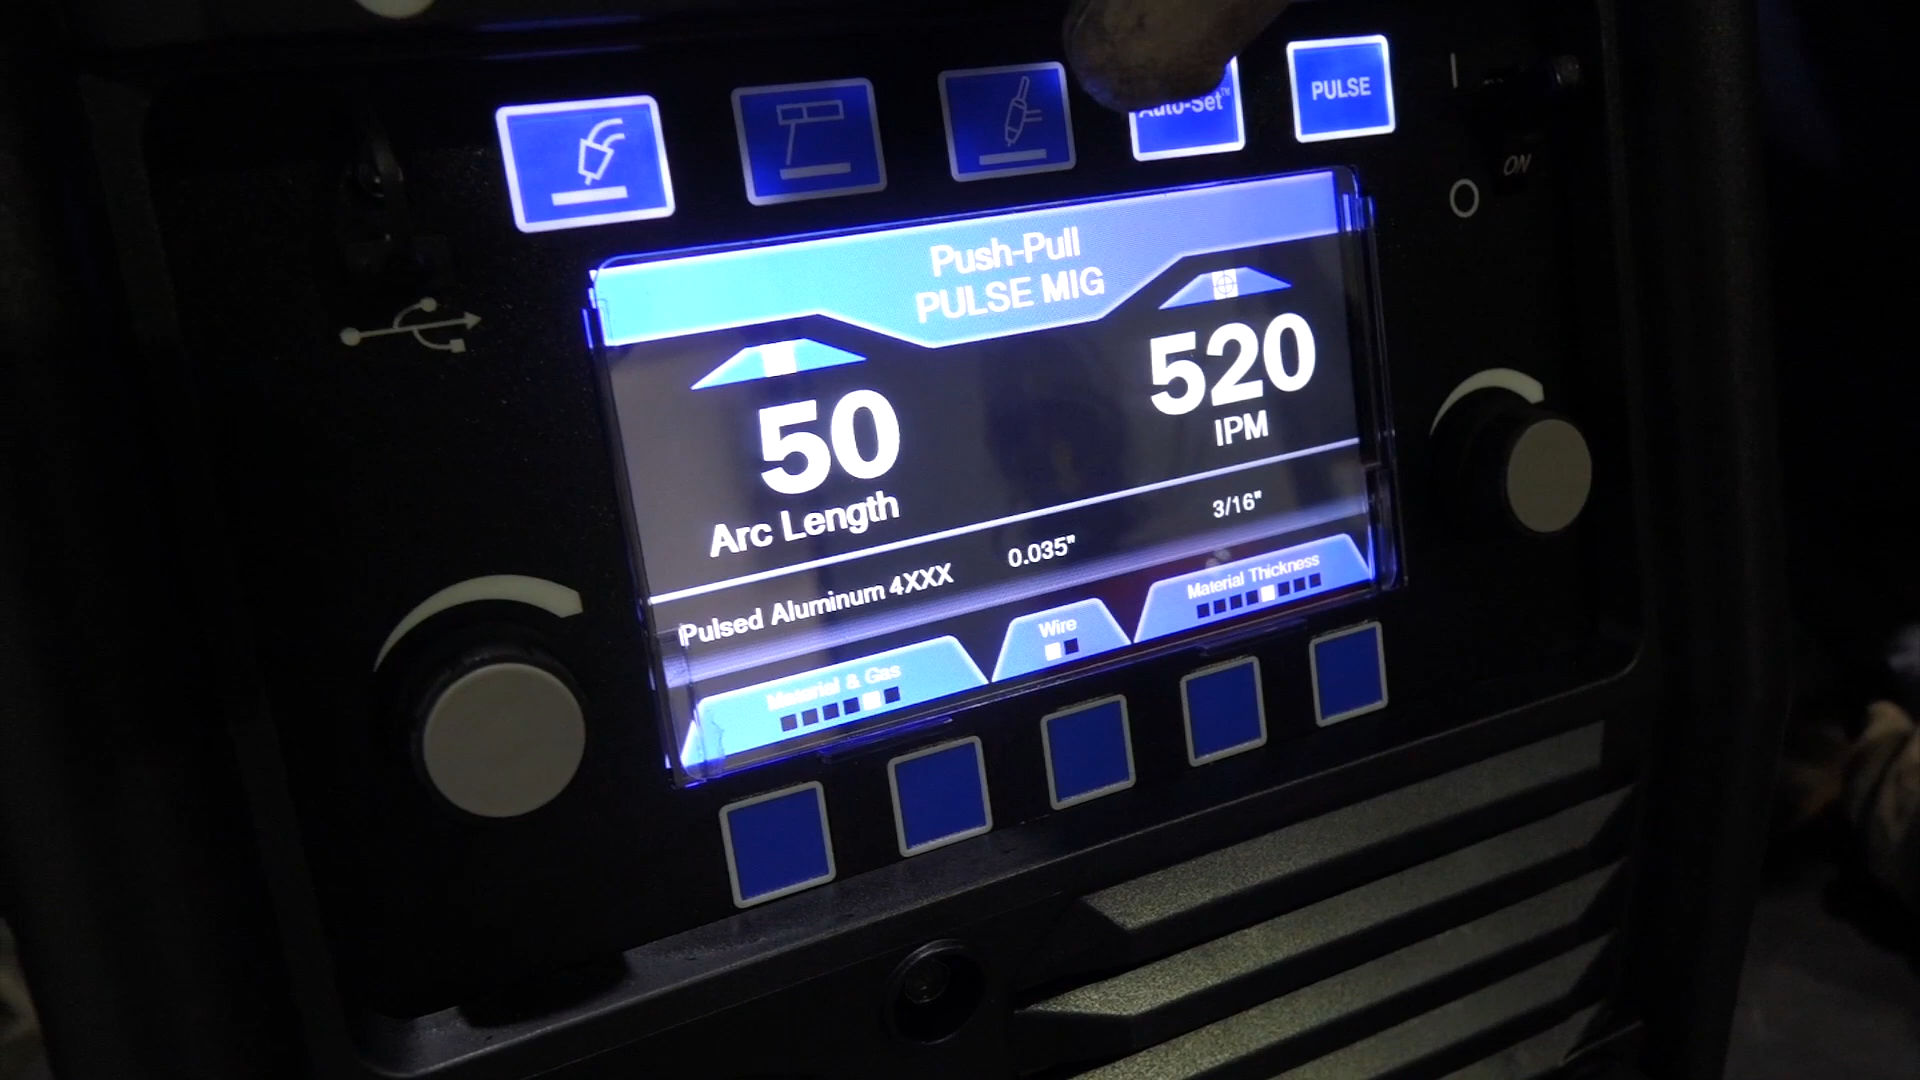 Auto-Set™
PULSE
ON
Push-Pull
PULSE MIG
50
Arc Length
520
IPM
Pulsed Aluminum 4XXX
0.035"
3/16"
Material & Gas
Wire
Material Thickness